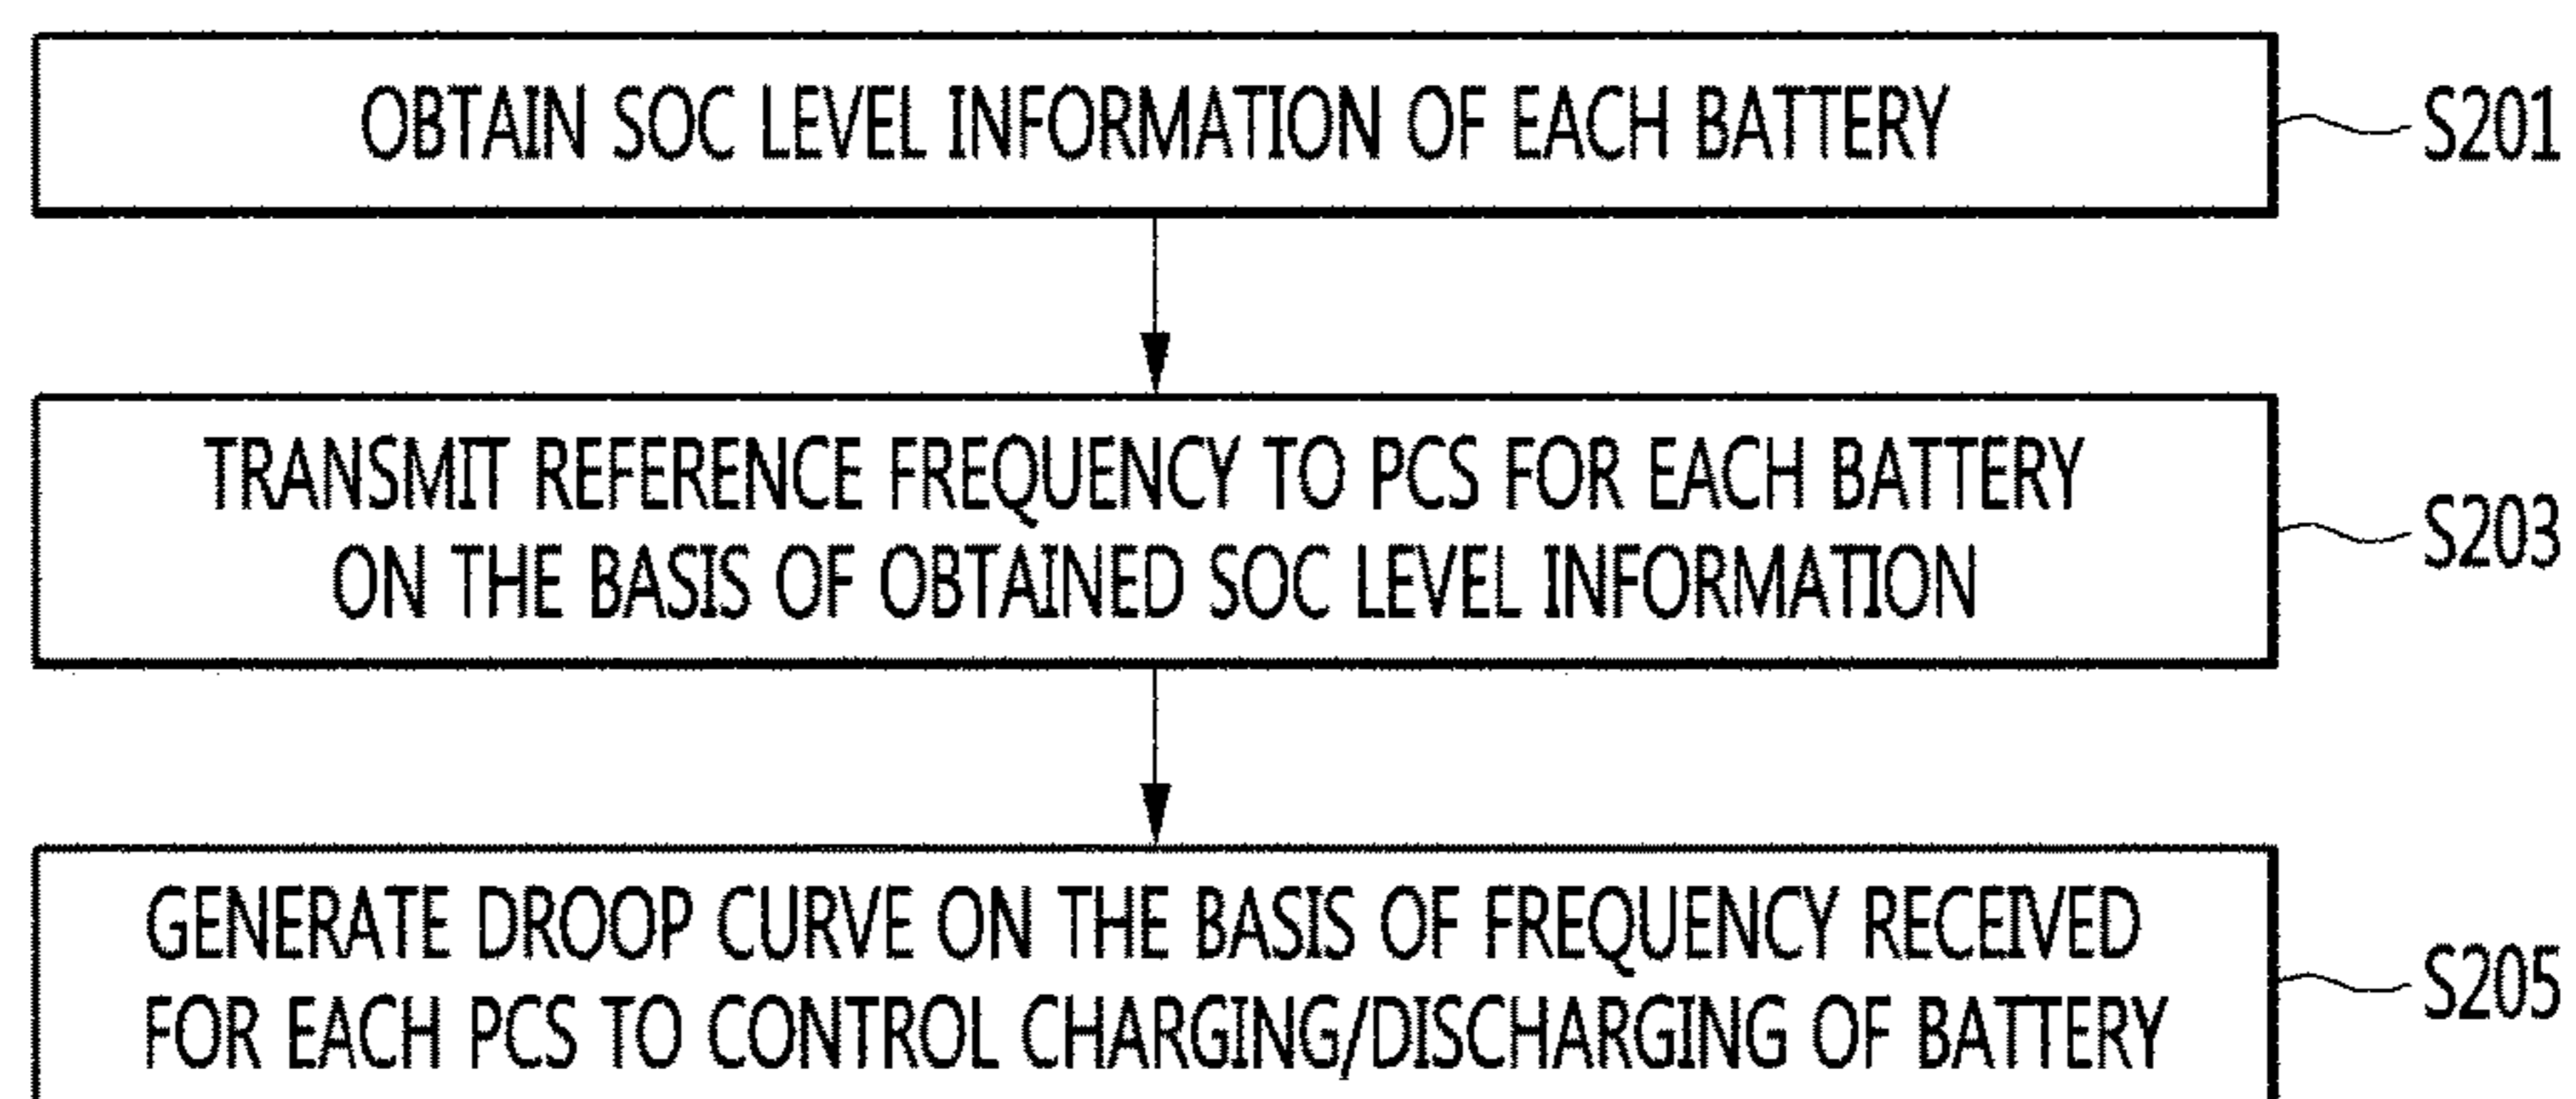 OBTAIN SOC LEVEL INFORMATION OF EACH BATTERY
S201
TRANSMIT REFERENCE FREQUENCY TO PCS FOR EACH BATTERY
ON THE BASIS OF OBTAINED SOC LEVEL INFORMATION
S203
GENERATE DROOP CURVE ON THE BASIS OF FREQUENCY RECEIVED
FOR EACH PCS TO CONTROL CHARGING/DISCHARGING OF BATTERY
S205